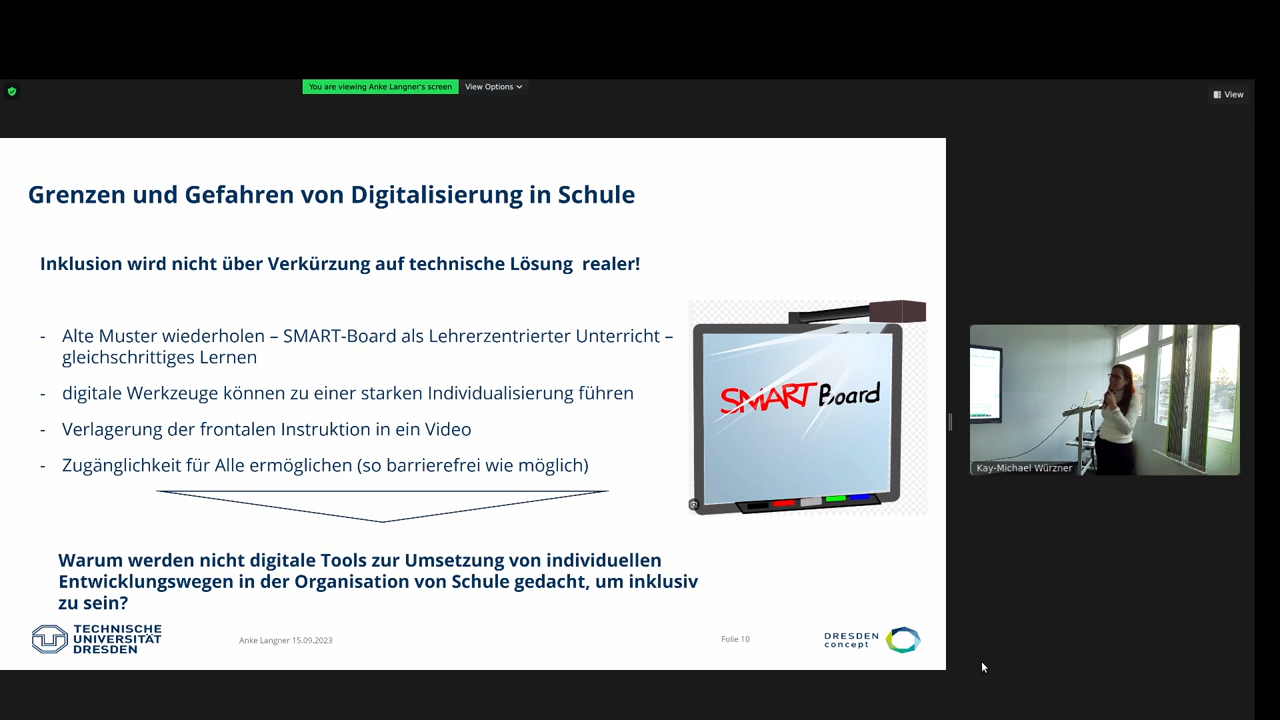 You are viewing Anke Langner's screen
View Options
View
Grenzen und Gefahren von Digitalisierung in Schule
Inklusion wird nicht über Verkürzung auf technische Lösung  realer!
- Alte Muster wiederholen – SMART-Board als Lehrerzentrierter Unterricht –
gleichschrittiges Lernen
- digitale Werkzeuge können zu einer starken Individualisierung führen
- Verlagerung der frontalen Instruktion in ein Video
- Zugänglichkeit für Alle ermöglichen (so barrierefrei wie möglich)
SMART Board
Kay-Michael Würzner
Warum werden nicht digitale Tools zur Umsetzung von individuellen
Entwicklungswegen in der Organisation von Schule gedacht, um inklusiv
zu sein?
TECHNISCHE
UNIVERSITÄT
DRESDEN
Anke Langner 15.09.2023
Folie 10
DRESDEN
concept